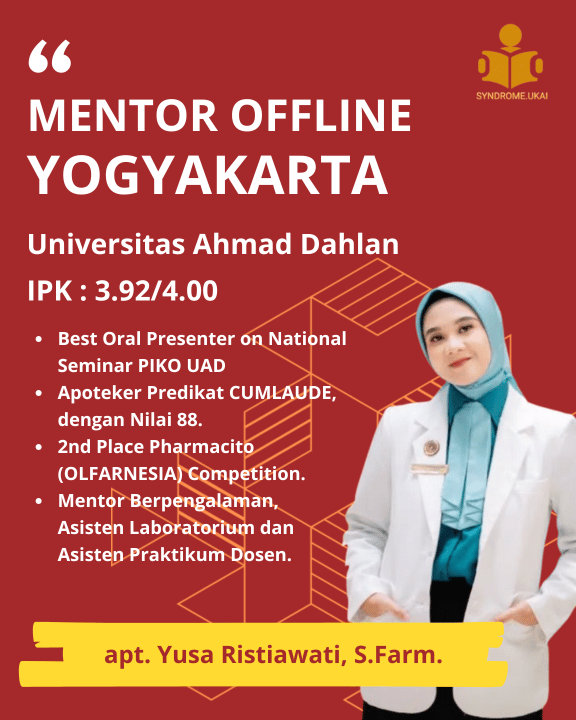 “
SYNDROME.UKAI
MENTOR OFFLINE
YOGYAKARTA
Universitas Ahmad Dahlan
IPK : 3.92/4.00
• Best Oral Presenter on National
Seminar PIKO UAD
• Apoteker Predikat CUMLAUDE,
dengan Nilai 88.
• 2nd Place Pharmacito
(OLFARNESIA) Competition.
• Mentor Berpengalaman,
Asisten Laboratorium dan
Asisten Praktikum Dosen.
apt. Yusa Ristiawati, S.Farm.